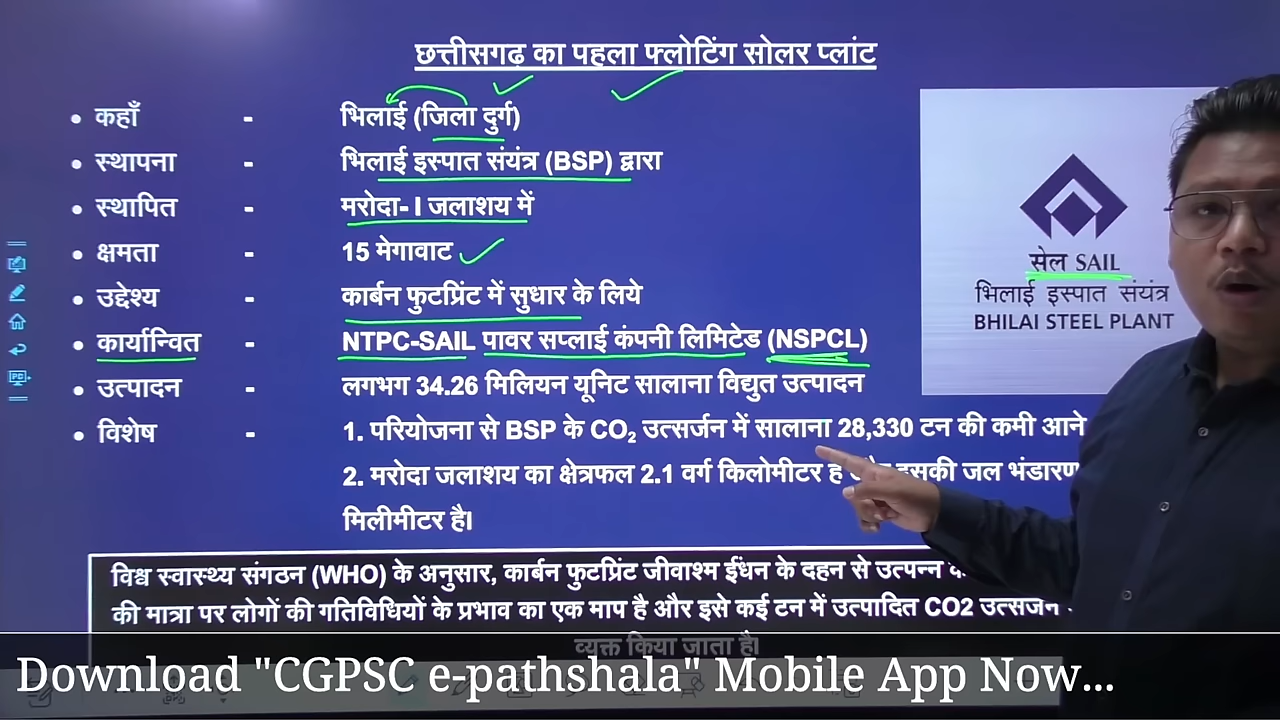 छत्तीसगढ़ का पहला फ्लोटिंग सोलर प्लांट
कहाँ - भिलाई (जिला दुर्ग)
स्थापना - भिलाई इस्पात संयंत्र (BSP) द्वारा
स्थापित - मरोदा- I जलाशय में
क्षमता - 15 मेगावाट
उद्देश्य - कार्बन फुटप्रिंट में सुधार के लिये
कार्यान्वित - NTPC-SAIL पावर सप्लाई कंपनी लिमिटेड (NSPCL)
उत्पादन - लगभग 34.26 मिलियन यूनिट सालाना विद्युत उत्पादन
विशेष - 1. परियोजना से BSP के CO₂ उत्सर्जन में सालाना 28,330 टन की कमी आने
2. मरोदा जलाशय का क्षेत्रफल 2.1 वर्ग किलोमीटर इसकी जल भंडारण
मिलीमीटर है।
सेल SAIL
भिलाई इस्पात संयंत्र
BHILAI STEEL PLANT
विश्व स्वास्थ्य संगठन (WHO) के अनुसार, कार्बन फुटप्रिंट जीवाश्म ईंधन के दहन से उत्पन्न
की मात्रा पर लोगों की गतिविधियों के प्रभाव का एक माप है और इसे कई टन में उत्पादित CO2 उत्सर्जन
व्यक्त किया जाता है।
Download "CGPSC e-pathshala" Mobile App Now...